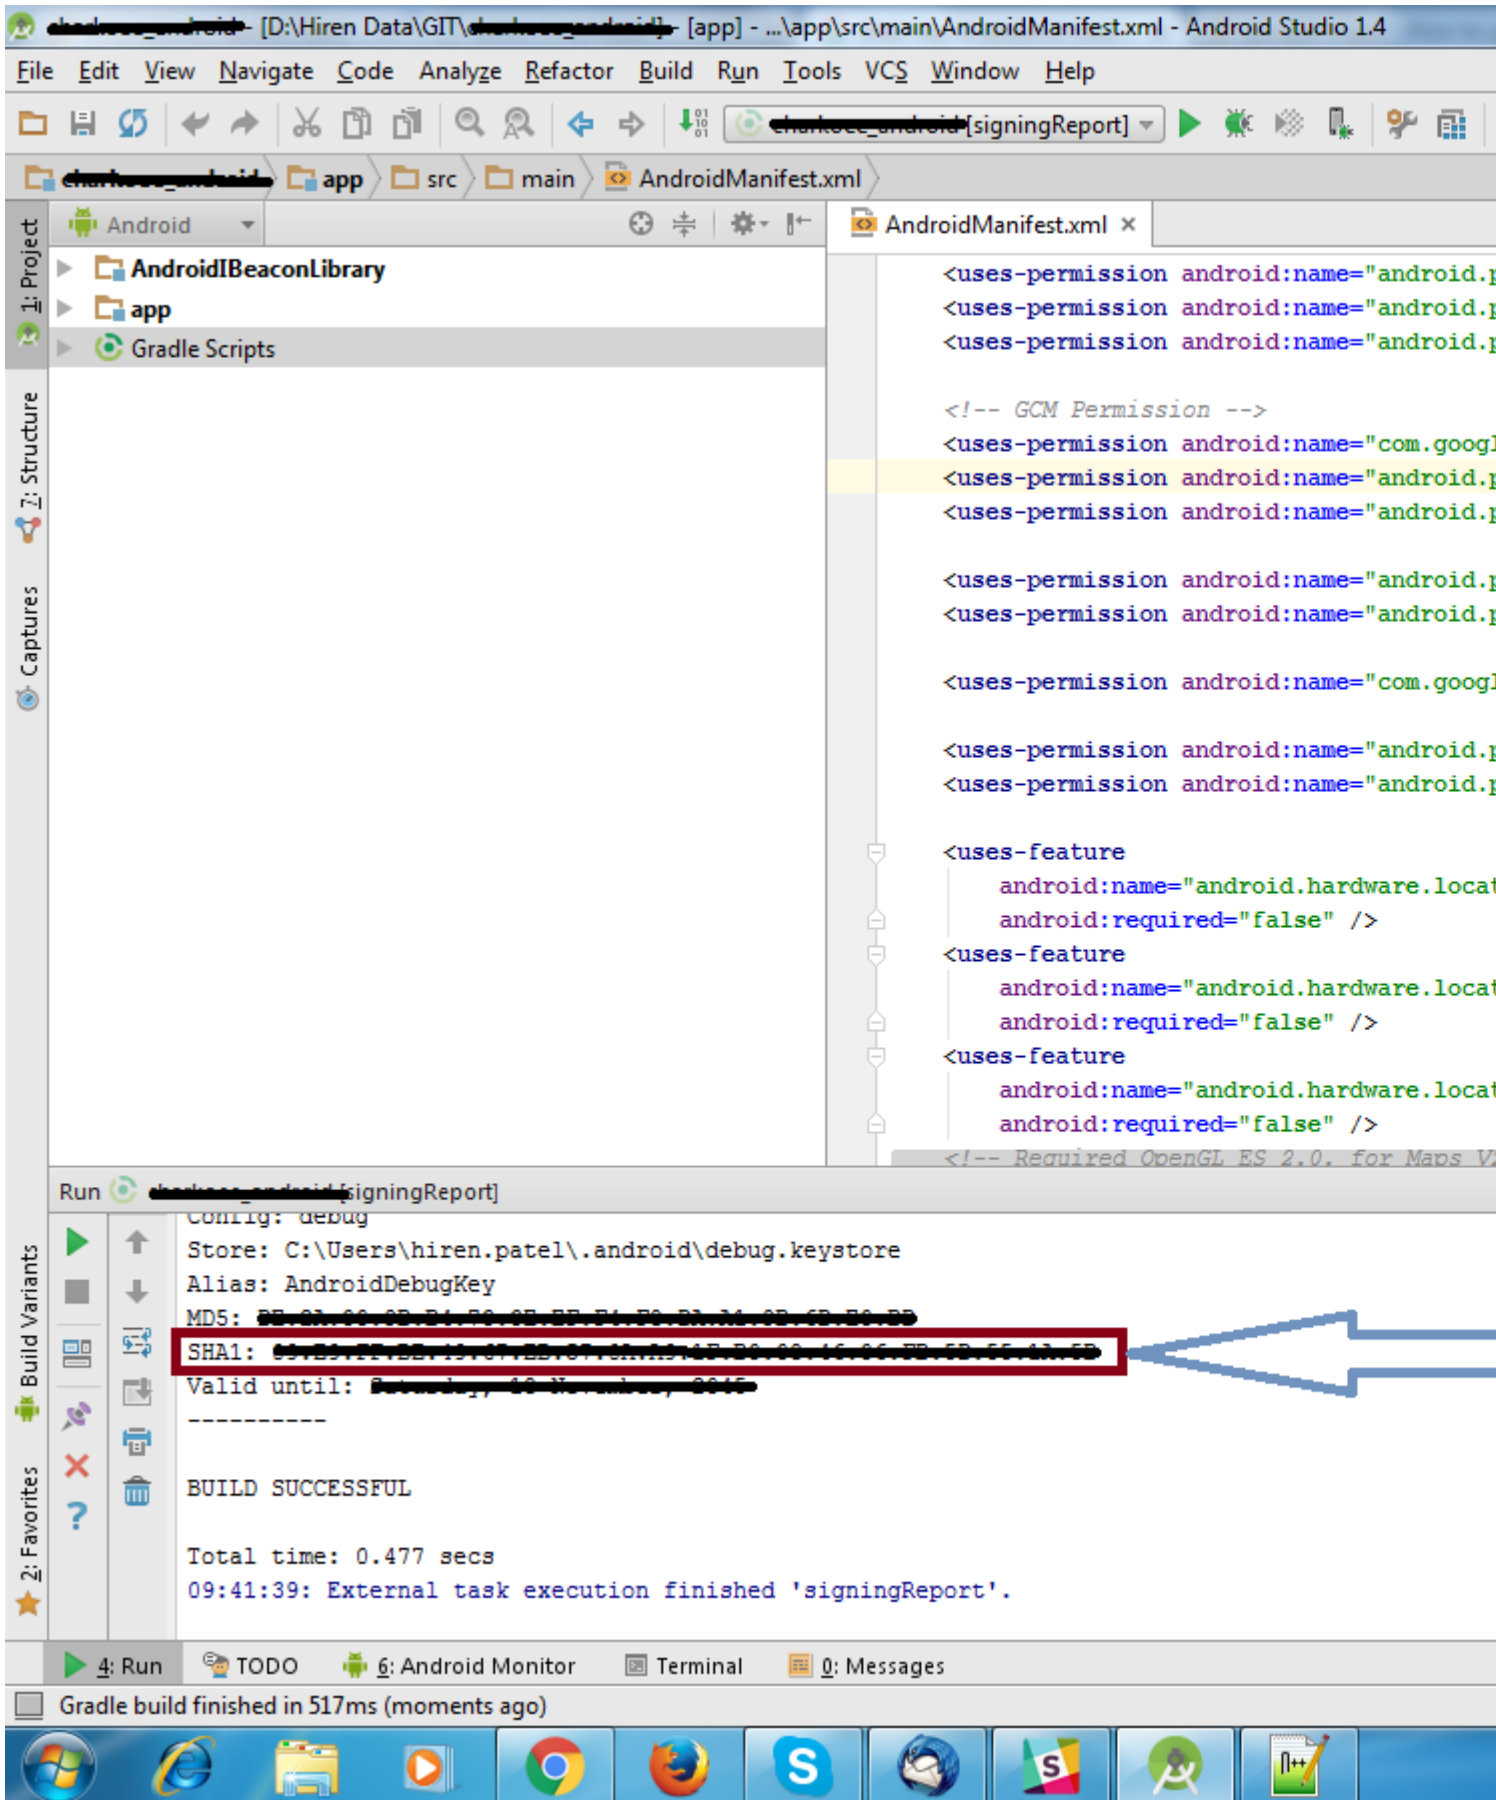 [D:\Hiren Data\GIT\ - [app] - ...\app\src\main\AndroidManifest.xml - Android Studio 1.4
File Edit View Navigate Code Analyze Refactor Build Run Tools VCS Window Help
[signingReport]
app src main AndroidManifest.xml
1: Project
Android
AndroidManifest.xml
AndroidIBeaconLibrary
app
Gradle Scripts
7: Structure
Captures
<uses-permission android:name="android.p
<uses-permission android:name="android.p
<uses-permission android:name="android.p
<!-- GCM Permission -->
<uses-permission android:name="com.googl
<uses-permission android:name="android.p
<uses-permission android:name="android.p
<uses-permission android:name="android.p
<uses-permission android:name="android.p
<uses-permission android:name="com.googl
<uses-permission android:name="android.p
<uses-permission android:name="android.p
<uses-feature
android:name="android.hardware.locat
android:required="false" />
<uses-feature
android:name="android.hardware.locat
android:required="false" />
<uses-feature
android:name="android.hardware.locat
android:required="false" />
<!-- Required OpenGL ES 2.0. for Maps V2
Run [signingReport]
Build Variants
2: Favorites
Config: debug
Store: C:\Users\hiren.patel\.android\debug.keystore
Alias: AndroidDebugKey
MD5:
SHA1:
Valid until:
----------
BUILD SUCCESSFUL
Total time: 0.477 secs
09:41:39: External task execution finished 'signingReport'.
4: Run TODO 6: Android Monitor Terminal 0: Messages
Gradle build finished in 517ms (moments ago)